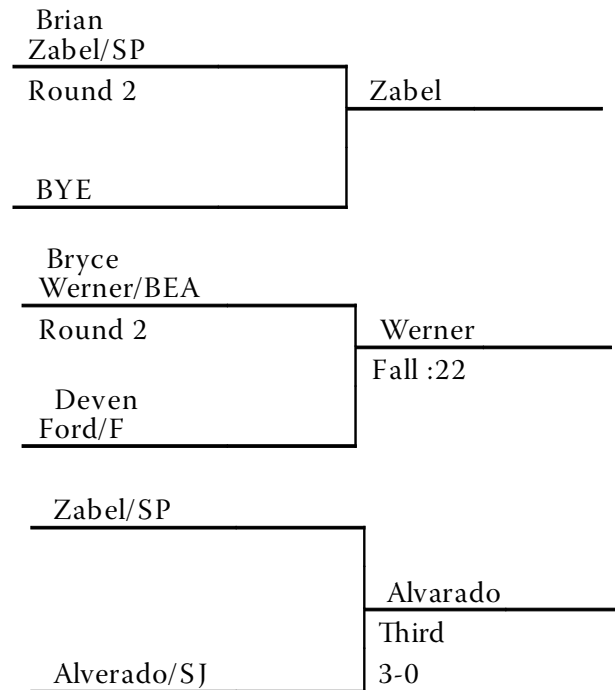 Brian
Zabel/SP
Round 2
Zabel
BYE
Bryce
Werner/BEA
Round 2
Werner
Fall :22
Deven
Ford/F
Zabel/SP
Alvarado
Third
Alverado/SJ
3-0